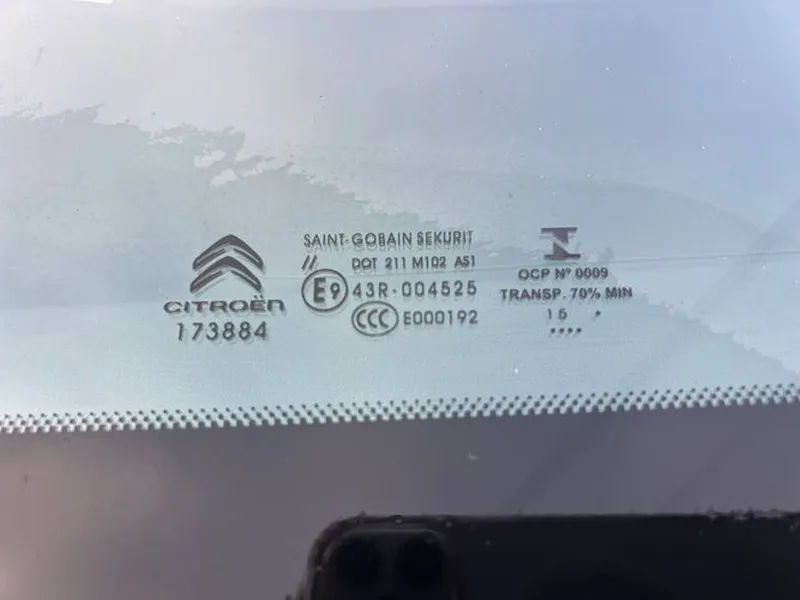 CITROËN
173884
SAINT-GOBAIN SEKURIT
// DOT 211 M102 AS1
E9 43R-004525
CCC E000192
OCP Nº 0009
TRANSP. 70% MIN
15 .
....